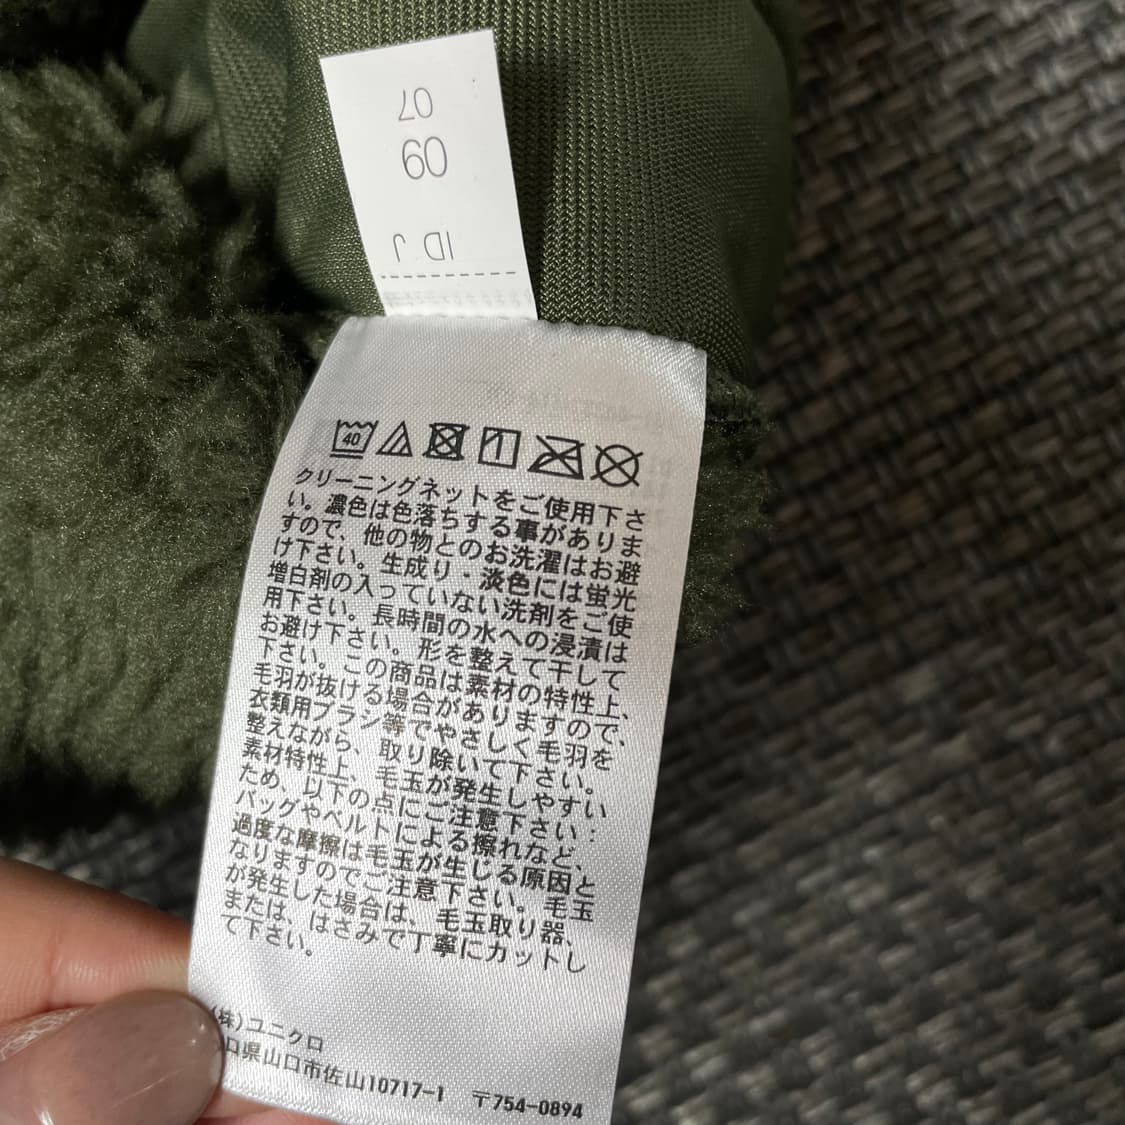 07
09
ID J
40
クリーニングネットをご使用下さ
い。濃色は色落ちする事がありま
すので、他の物とのお洗濯はお避
け下さい。生成り・淡色には蛍光
増白剤の入っていない洗剤をご使
用下さい。長時間の水への浸漬は
お避け下さい。形を整えて干して
下さい。この商品は素材の特性上、
毛羽が抜ける場合がありますので、
衣類用ブラシ等でやさしく毛羽を
整えながら、取り除いて下さい。
素材特性上、毛玉が発生しやすい
ため、以下の点にご注意下さい:
バッグやベルトによる擦れなど、
過度な摩擦は毛玉が生じる原因と
なりますのでご注意下さい。毛玉
が発生した場合は、毛玉取り器、
または、はさみで丁寧にカットし
て下さい。
(株)ユニクロ
口県山口市佐山10717-1 〒754-0894